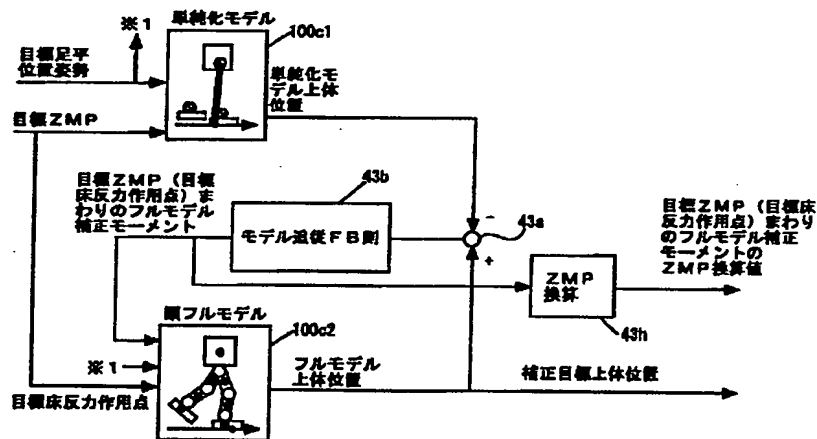 単純化モデル
※1
100c1
目標足平
位置姿勢
単純化モ
デル上体
位置
目標ZMP
目標ZMP（目標
床反力作用点）ま
わりのフルモデル
補正モーメント
43b
モデル追従FB則
−
43a
+
目標ZMP（目標床
反力作用点）まわり
のフルモデル補正
モーメントの
ZMP換算値
ZMP
換算
43h
順フルモデル
100c2
※1
フルモデル
上体位置
補正目標上体位置
目標床反力作用点